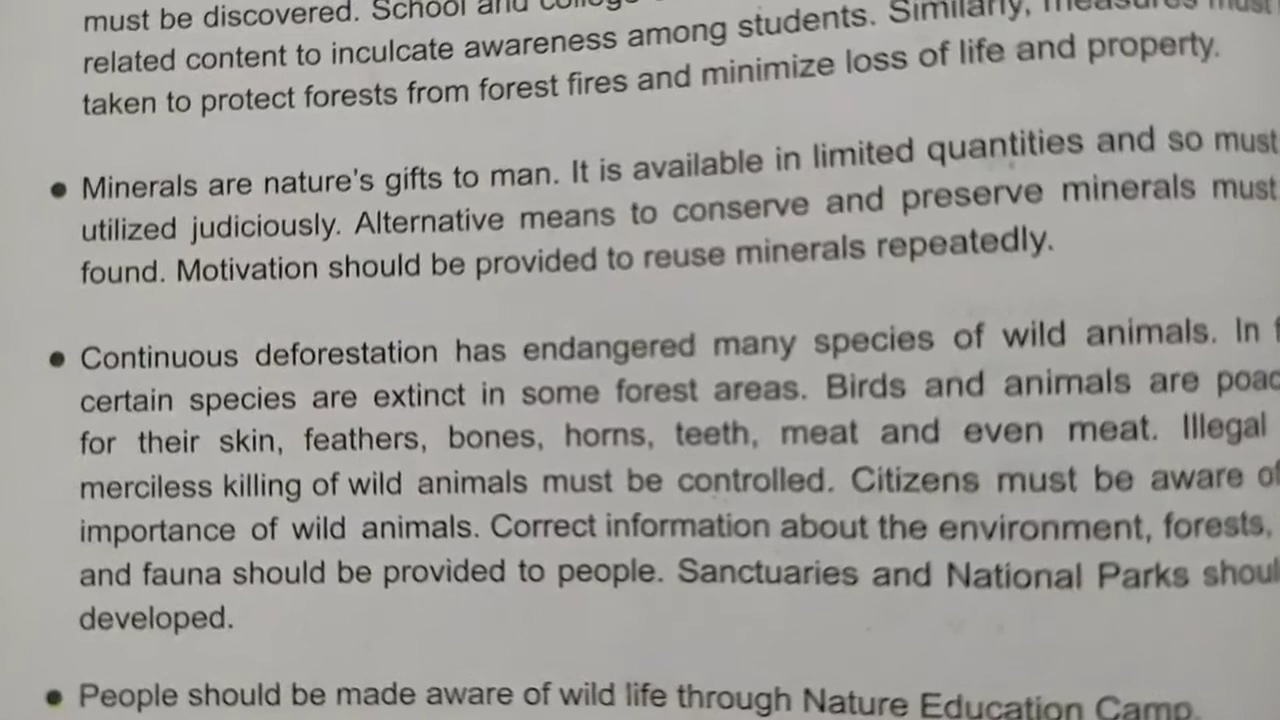 must be discovered. School and
related content to inculcate awareness among students. Similarly, measures must
taken to protect forests from forest fires and minimize loss of life and property.
● Minerals are nature's gifts to man. It is available in limited quantities and so must
utilized judiciously. Alternative means to conserve and preserve minerals must
found. Motivation should be provided to reuse minerals repeatedly.
● Continuous deforestation has endangered many species of wild animals. In
certain species are extinct in some forest areas. Birds and animals are poac
for their skin, feathers, bones, horns, teeth, meat and even meat. Illegal
merciless killing of wild animals must be controlled. Citizens must be aware of
importance of wild animals. Correct information about the environment, forests,
and fauna should be provided to people. Sanctuaries and National Parks shoul
developed.
● People should be made aware of wild life through Nature Education Camp.